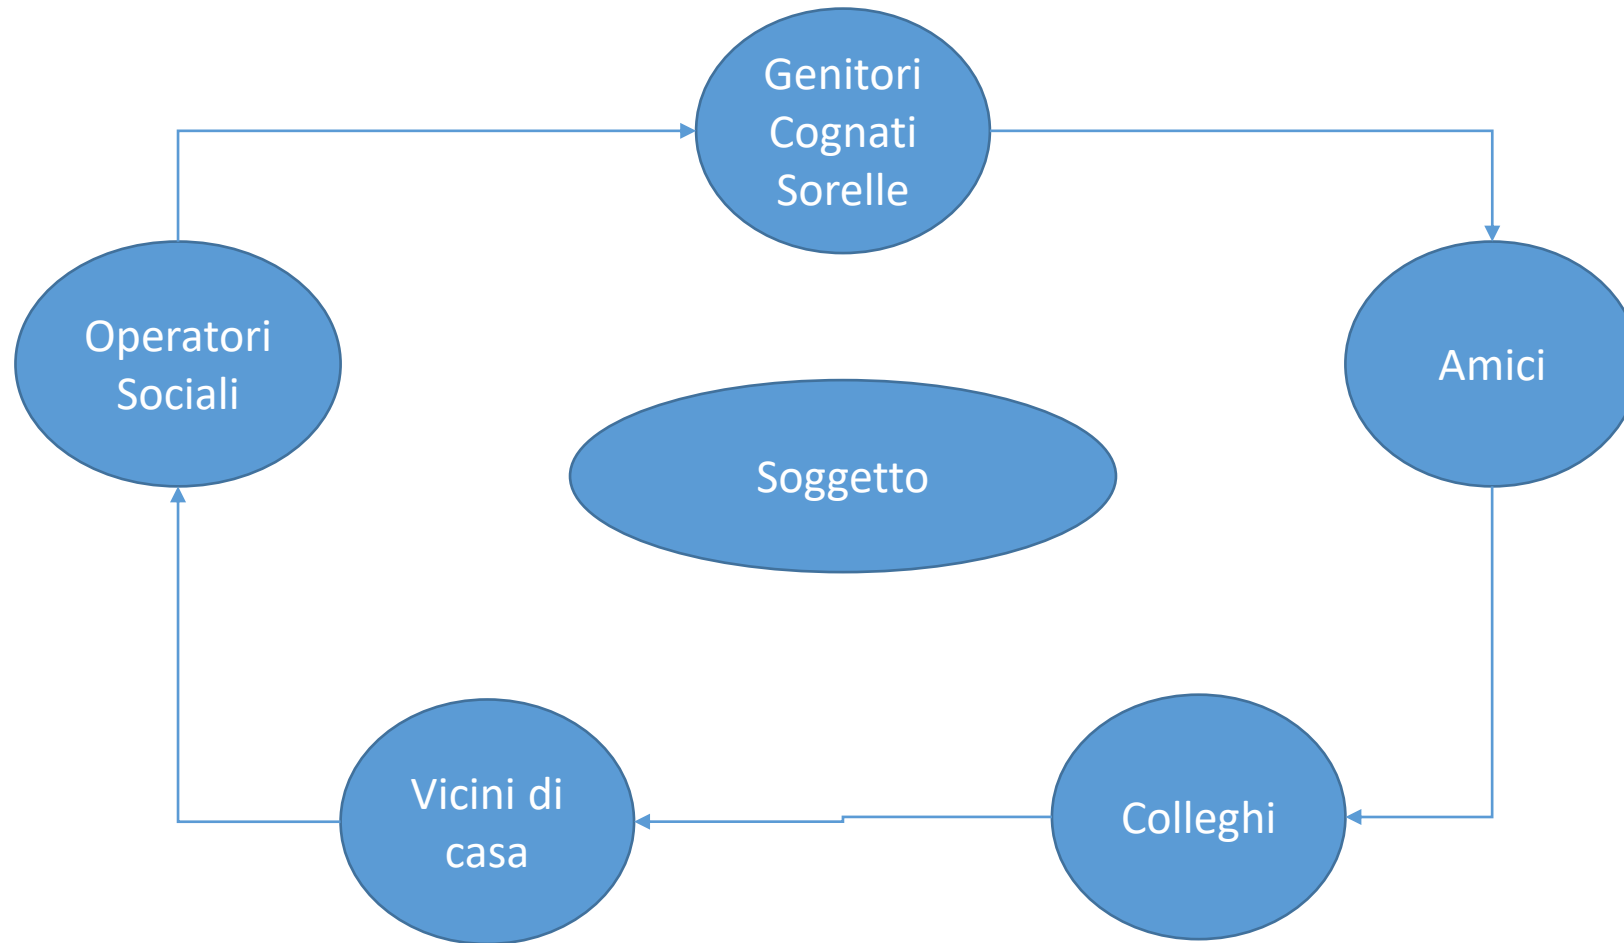 Genitori
Cognati
Sorelle
Operatori
Sociali
Amici
Soggetto
Vicini di
casa
Colleghi